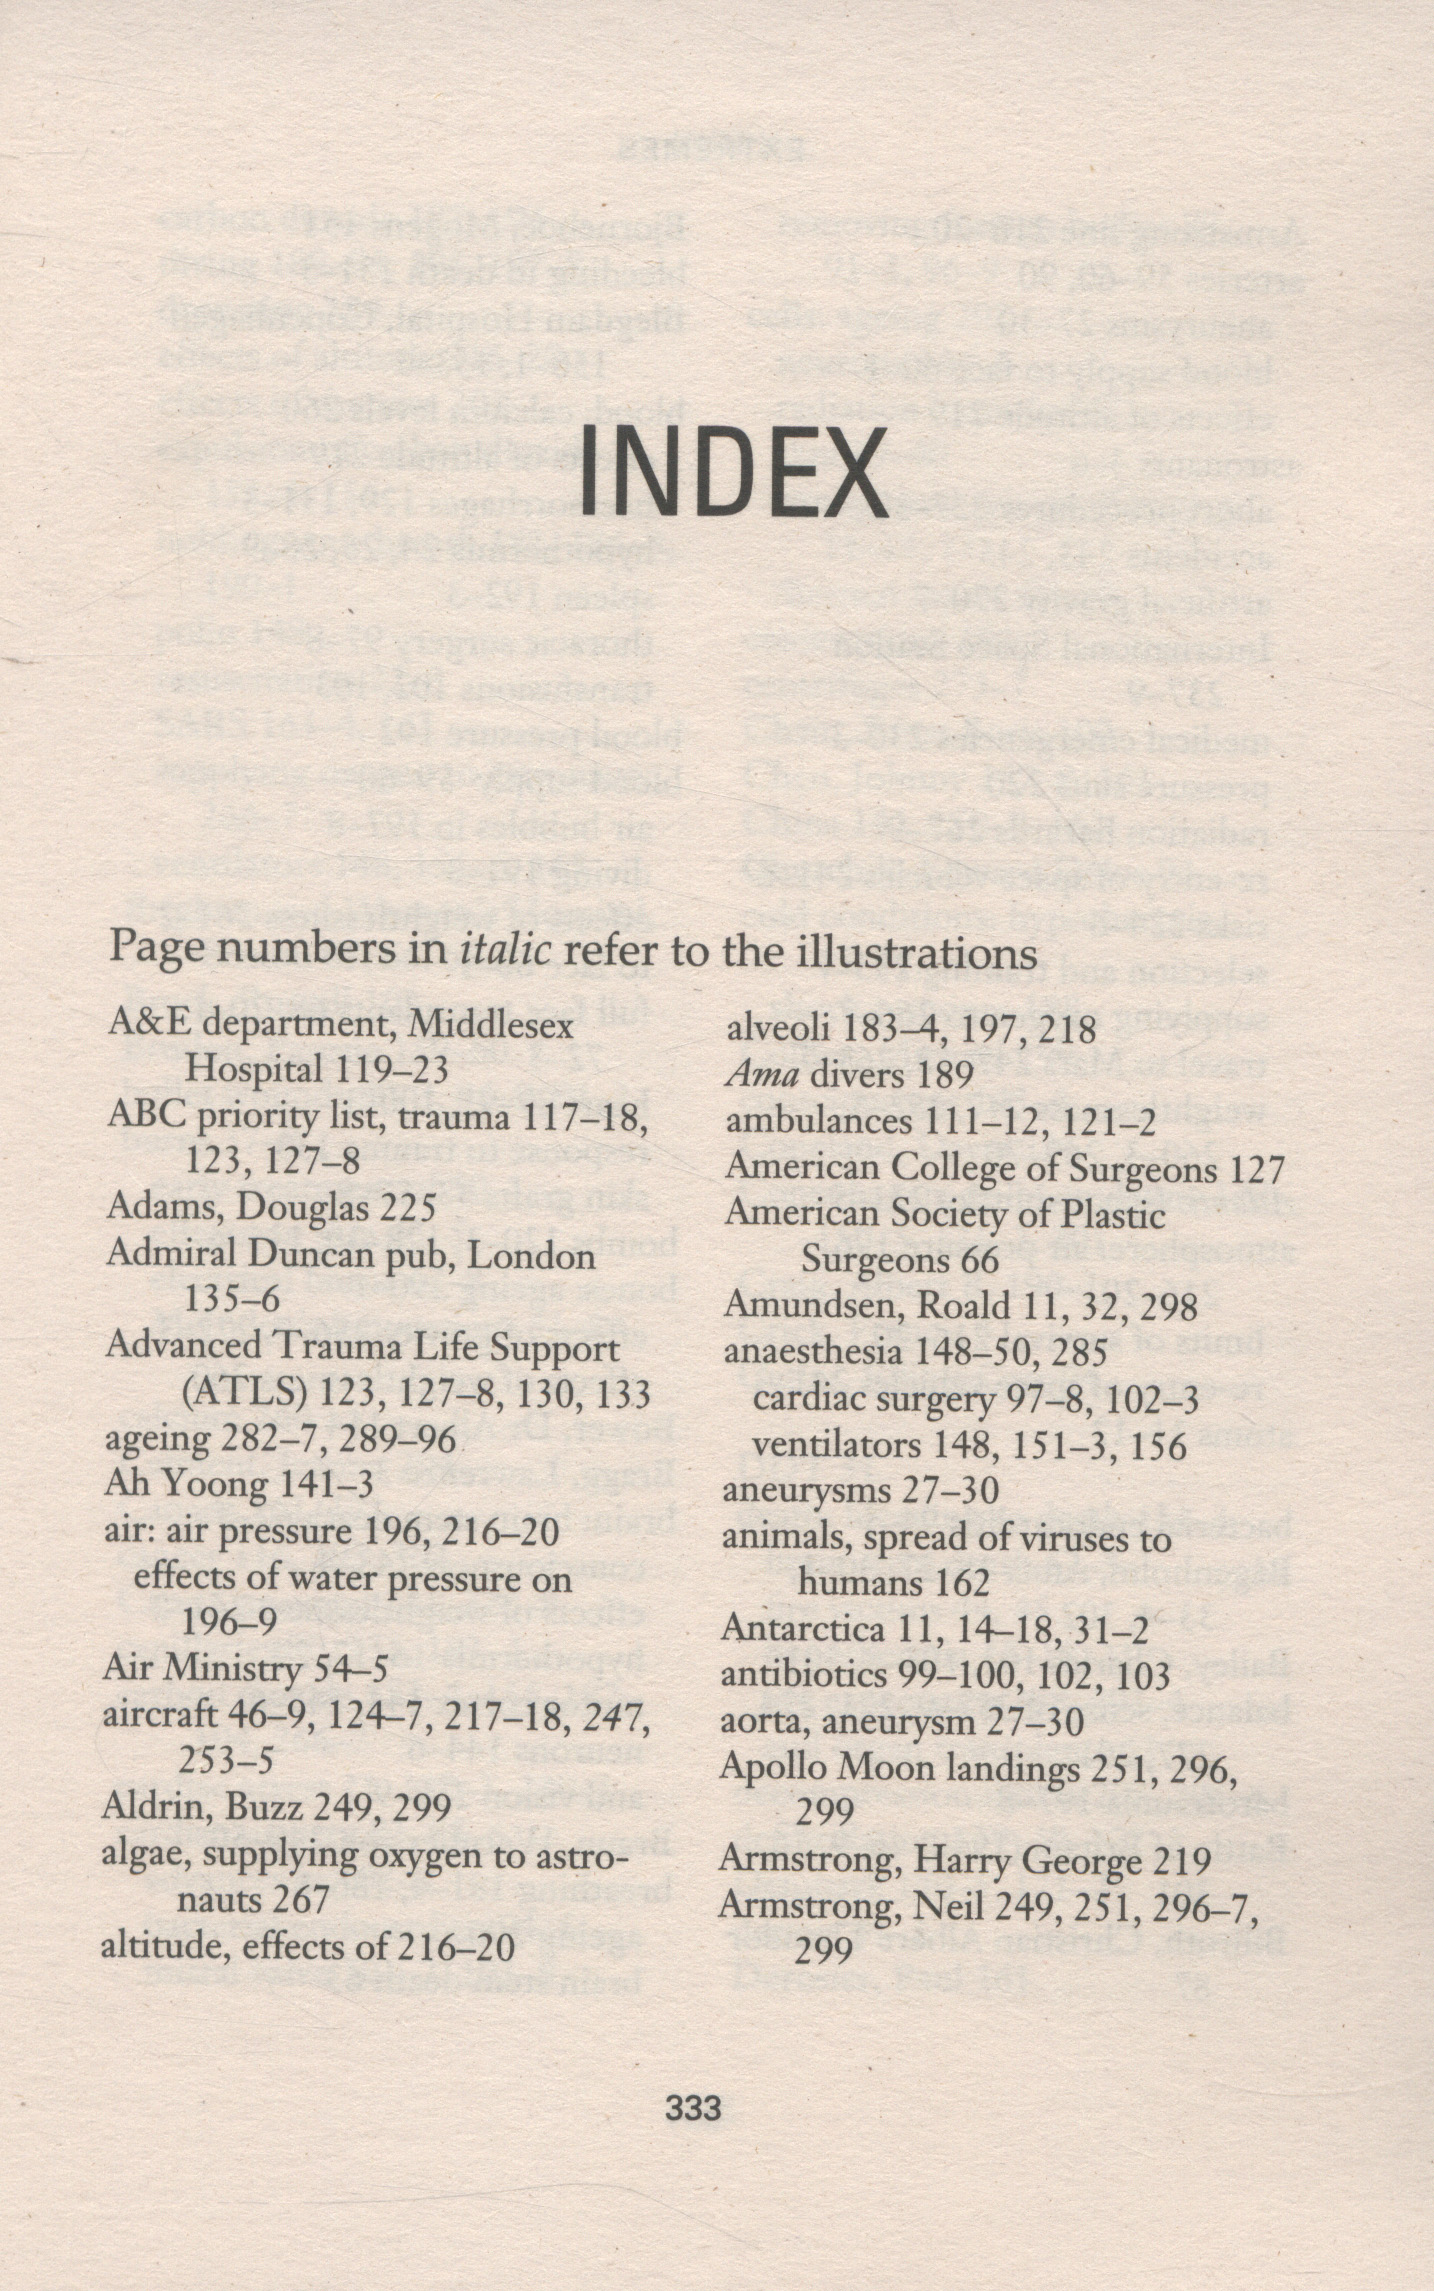 INDEX
Page numbers in italic refer to the illustrations
A&E department, Middlesex
Hospital 119–23
ABC priority list, trauma 117–18,
123, 127–8
Adams, Douglas 225
Admiral Duncan pub, London
135–6
Advanced Trauma Life Support
(ATLS) 123, 127–8, 130, 133
ageing 282–7, 289–96
Ah Yoong 141–3
air: air pressure 196, 216–20
effects of water pressure on
196–9
Air Ministry 54–5
aircraft 46–9, 124–7, 217–18, 247,
253–5
Aldrin, Buzz 249, 299
algae, supplying oxygen to astro-
nauts 267
altitude, effects of 216–20
alveoli 183–4, 197, 218
Ama divers 189
ambulances 111–12, 121–2
American College of Surgeons 127
American Society of Plastic
Surgeons 66
Amundsen, Roald 11, 32, 298
anaesthesia 148–50, 285
cardiac surgery 97–8, 102–3
ventilators 148, 151–3, 156
aneurysms 27–30
animals, spread of viruses to
humans 162
Antarctica 11, 14–18, 31–2
antibiotics 99–100, 102, 103
aorta, aneurysm 27–30
Apollo Moon landings 251, 296,
299
Armstrong, Harry George 219
Armstrong, Neil 249, 251, 296–7,
299
333